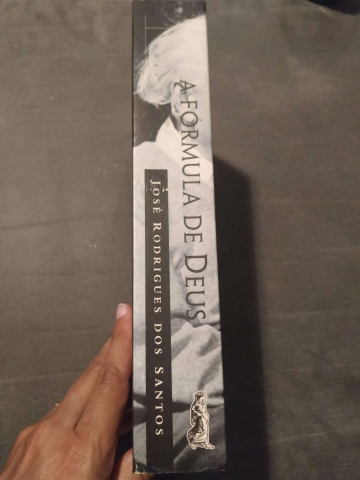 A FÓRMULA DE DEUS
JOSÉ RODRIGUES DOS SANTOS